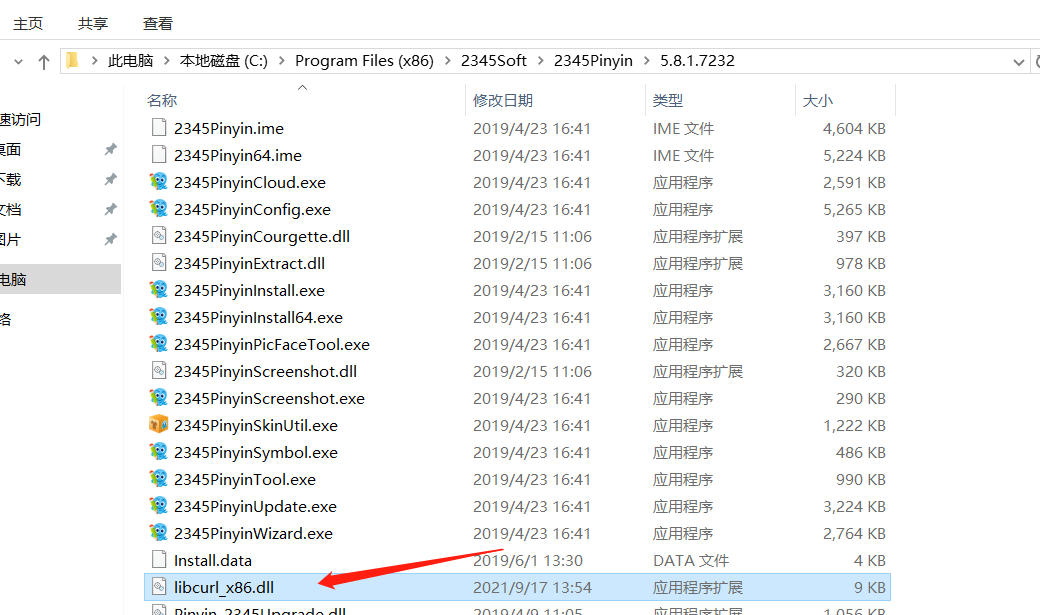 主页 共享 查看
此电脑 > 本地磁盘 (C:) > Program Files (x86) > 2345Soft > 2345Pinyin > 5.8.1.7232
名称 修改日期 类型 大小
速访问
2345Pinyin.ime 2019/4/23 16:41 IME 文件 4,604 KB
桌面
2345Pinyin64.ime 2019/4/23 16:41 IME 文件 5,224 KB
下载
2345PinyinCloud.exe 2019/4/23 16:41 应用程序 2,591 KB
文档
2345PinyinConfig.exe 2019/4/23 16:41 应用程序 5,265 KB
图片
2345PinyinCourgette.dll 2019/2/15 11:06 应用程序扩展 397 KB
2345PinyinExtract.dll 2019/2/15 11:06 应用程序扩展 978 KB
电脑
2345PinyinInstall.exe 2019/4/23 16:41 应用程序 3,160 KB
络
2345PinyinInstall64.exe 2019/4/23 16:41 应用程序 3,160 KB
2345PinyinPicFaceTool.exe 2019/4/23 16:41 应用程序 2,667 KB
2345PinyinScreenshot.dll 2019/2/15 11:06 应用程序扩展 320 KB
2345PinyinScreenshot.exe 2019/4/23 16:41 应用程序 290 KB
2345PinyinSkinUtil.exe 2019/4/23 16:41 应用程序 1,222 KB
2345PinyinSymbol.exe 2019/4/23 16:41 应用程序 486 KB
2345PinyinTool.exe 2019/4/23 16:41 应用程序 990 KB
2345PinyinUpdate.exe 2019/4/23 16:41 应用程序 3,224 KB
2345PinyinWizard.exe 2019/4/23 16:41 应用程序 2,764 KB
Install.data 2019/6/1 13:30 DATA 文件 4 KB
libcurl_x86.dll 2021/9/17 13:54 应用程序扩展 9 KB
Pinyin_2345Upgrade.dll 2019/4/9 11:05 应用程序扩展 1,056 KB